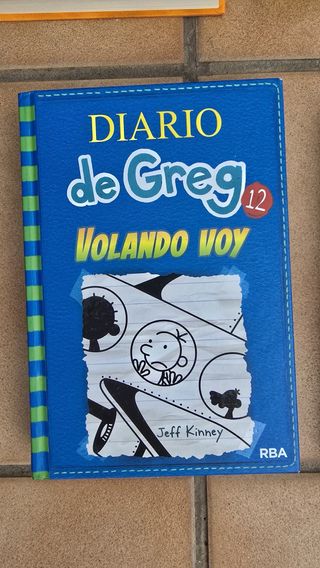 DIARIO
de Greg
12
VOLANDO VOY
Jeff Kinney
RBA